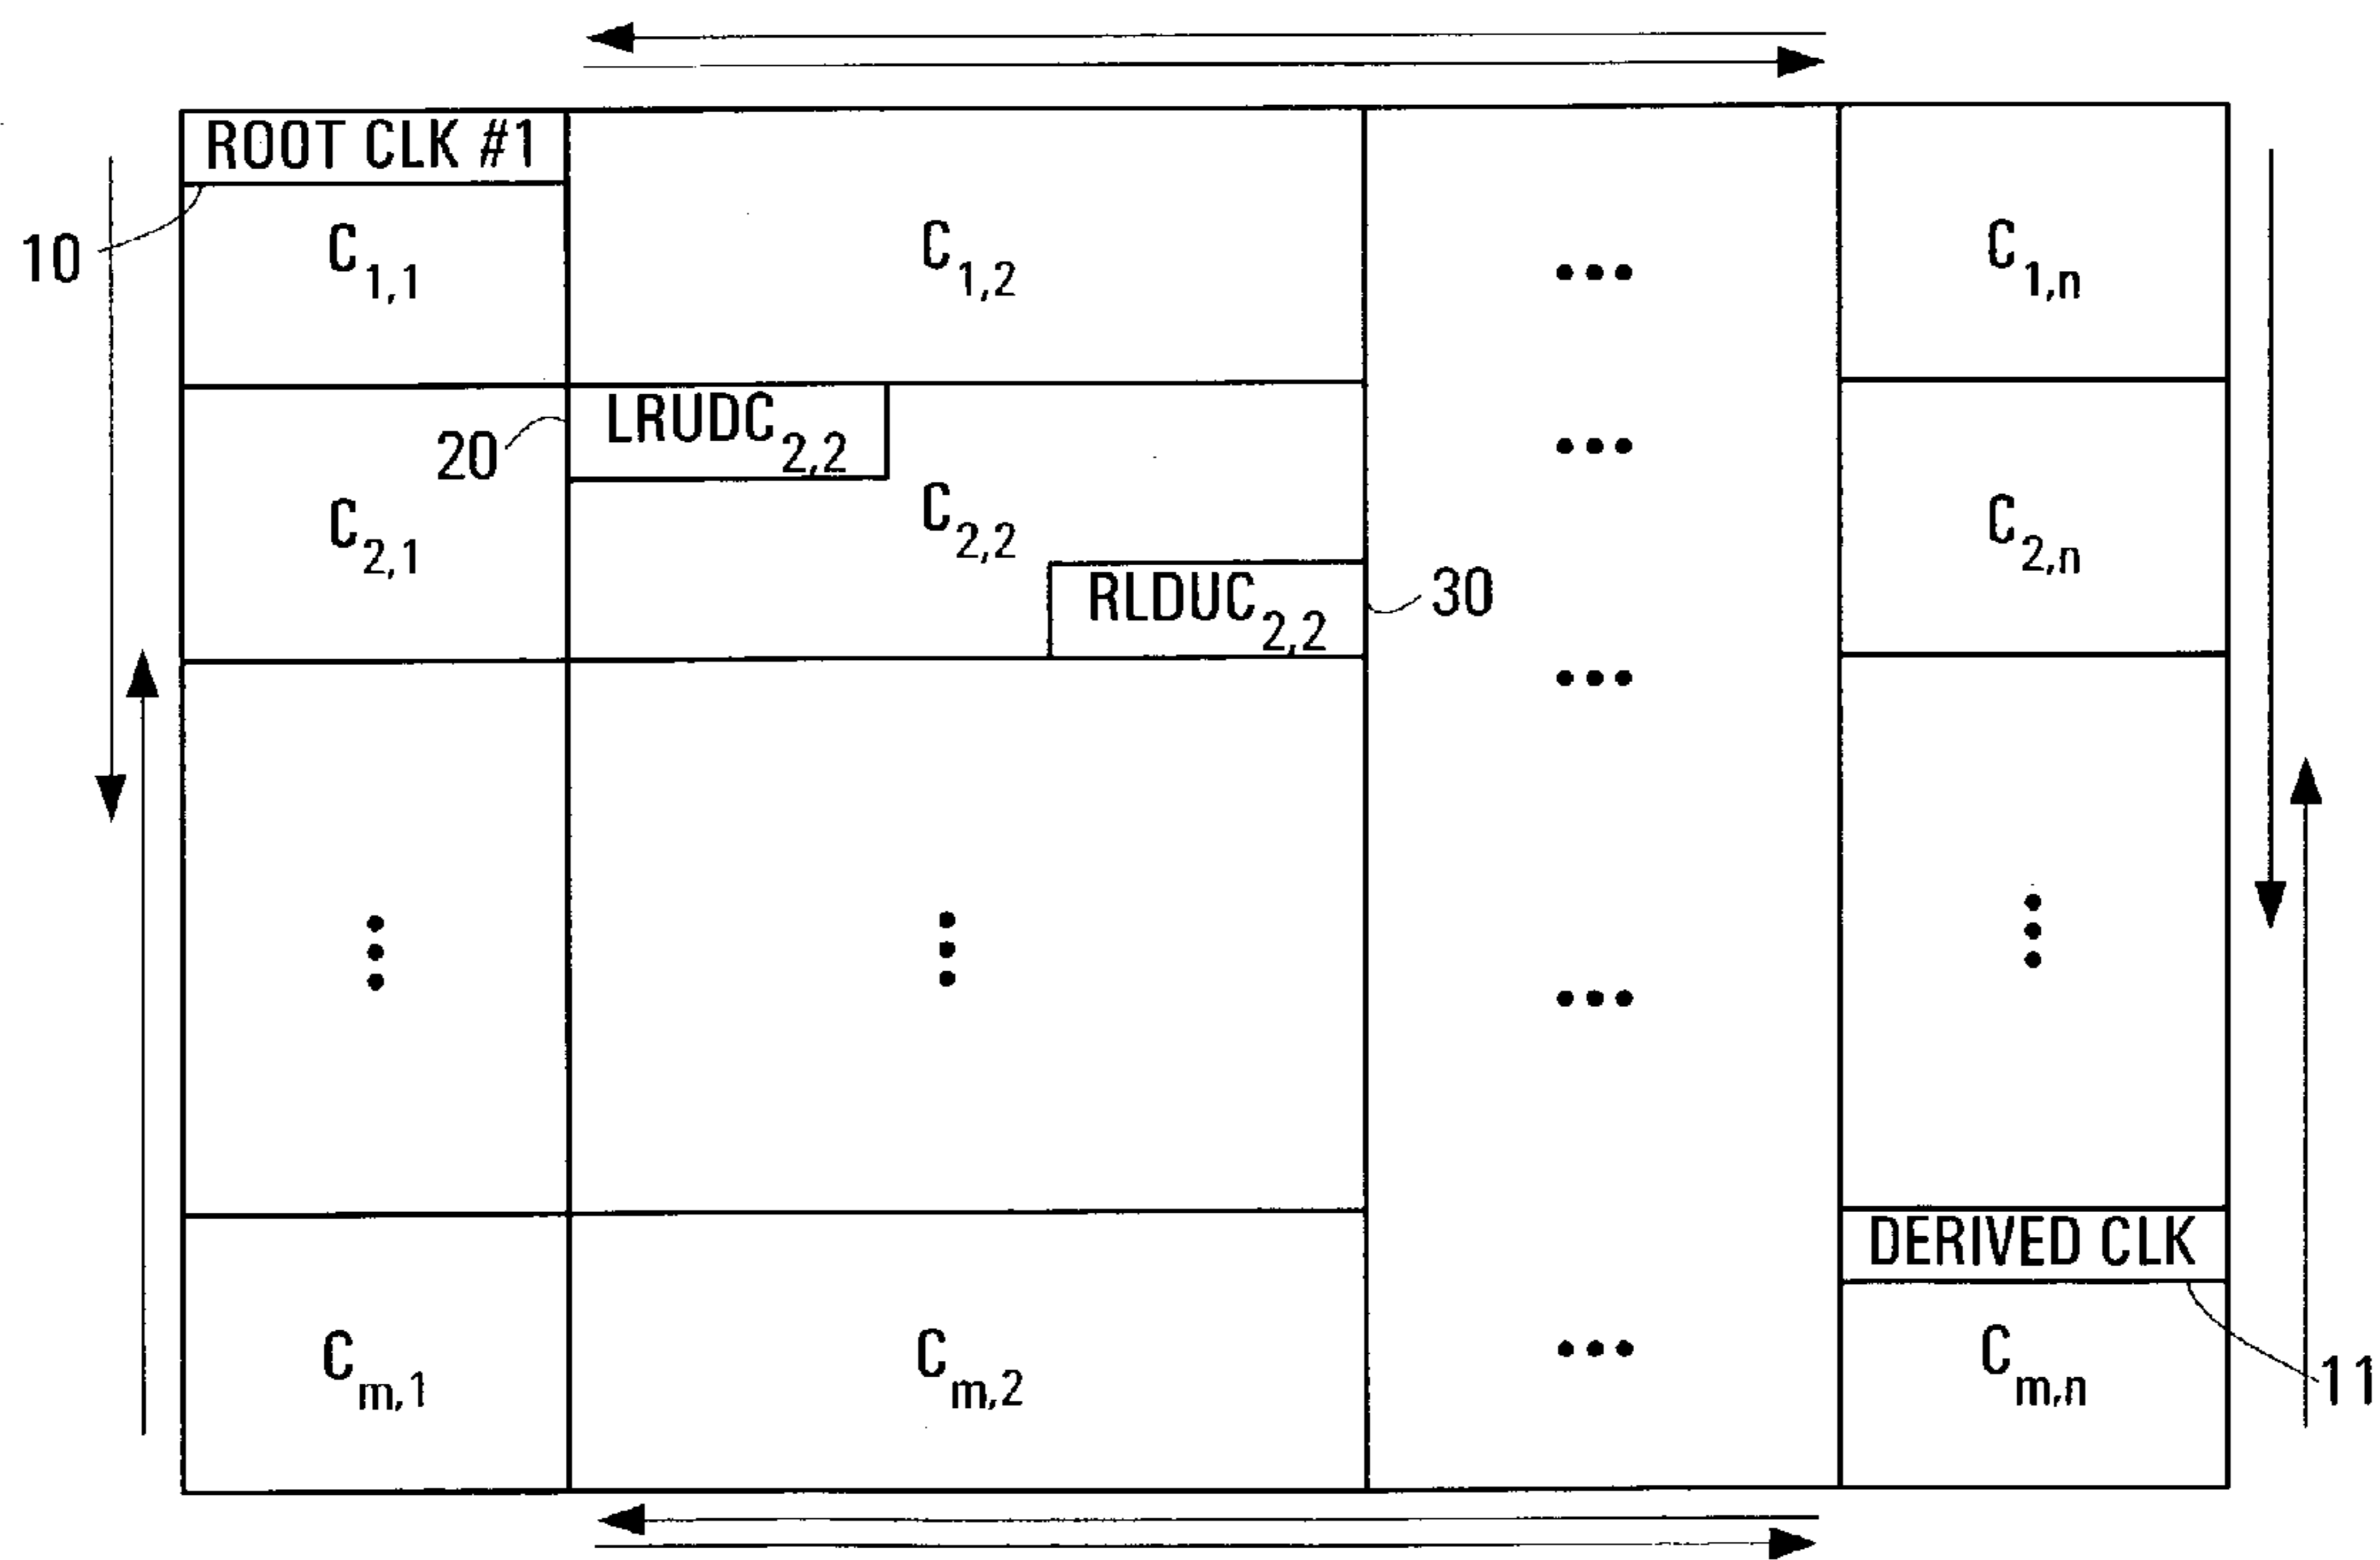 ROOT CLK #1
10
C1,1
C1,2
...
C1,n
20
LRUDC2,2
...
C2,1
C2,2
C2,n
RLDUC2,2
30
...
...
DERIVED CLK
Cm,1
Cm,2
...
Cm,n
11